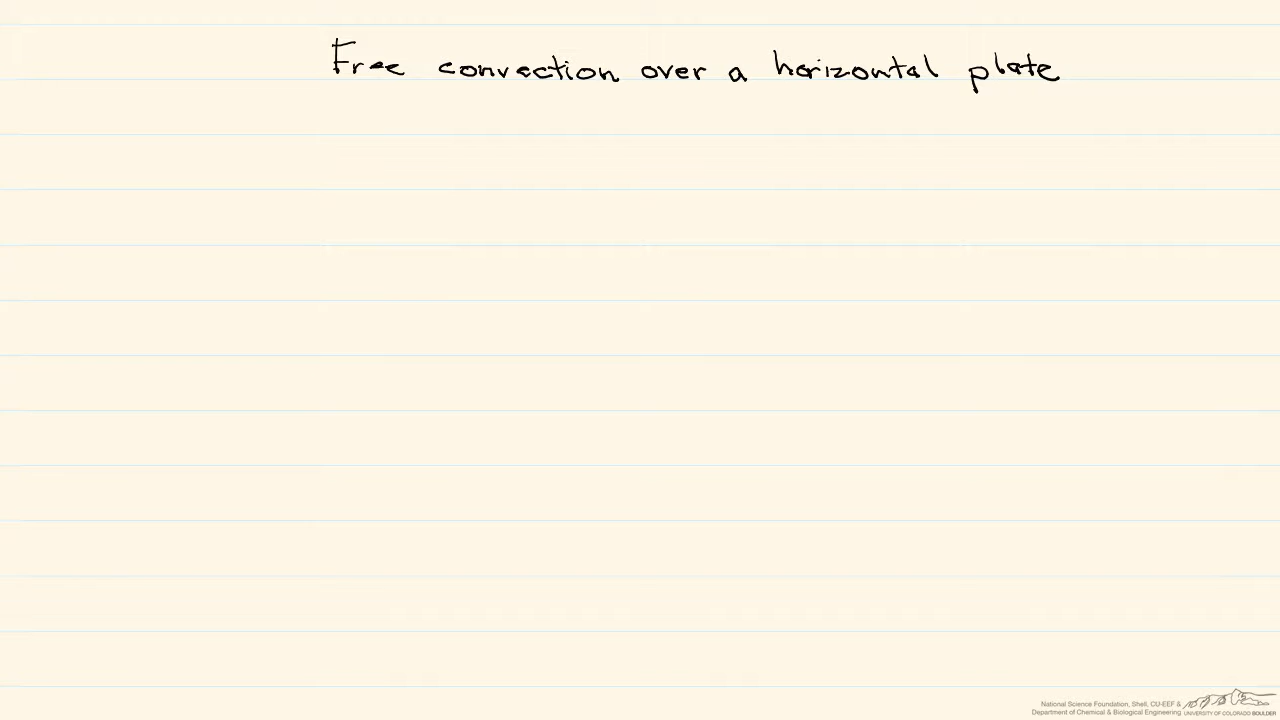 Free convection over a horizontal plate
National Science Foundation, Shell, CU-EEF &
Department of Chemical & Biological Engineering
UNIVERSITY OF COLORADO BOULDER